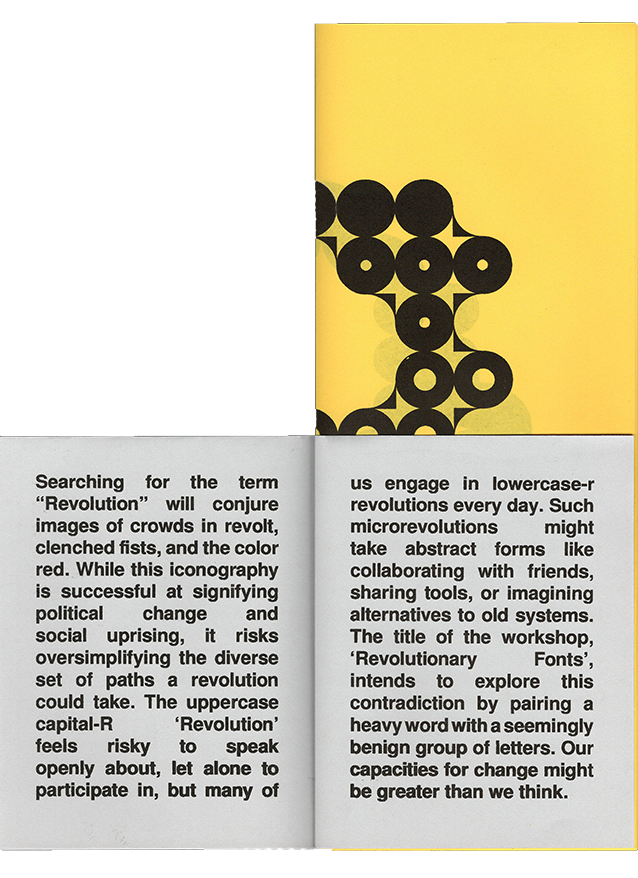 Searching for the term
“Revolution” will conjure
images of crowds in revolt,
clenched fists, and the color
red. While this iconography
is successful at signifying
political change and
social uprising, it risks
oversimplifying the diverse
set of paths a revolution
could take. The uppercase
capital-R ‘Revolution’
feels risky to speak
openly about, let alone to
participate in, but many of
us engage in lowercase-r
revolutions every day. Such
microrevolutions might
take abstract forms like
collaborating with friends,
sharing tools, or imagining
alternatives to old systems.
The title of the workshop,
‘Revolutionary Fonts’,
intends to explore this
contradiction by pairing a
heavy word with a seemingly
benign group of letters. Our
capacities for change might
be greater than we think.